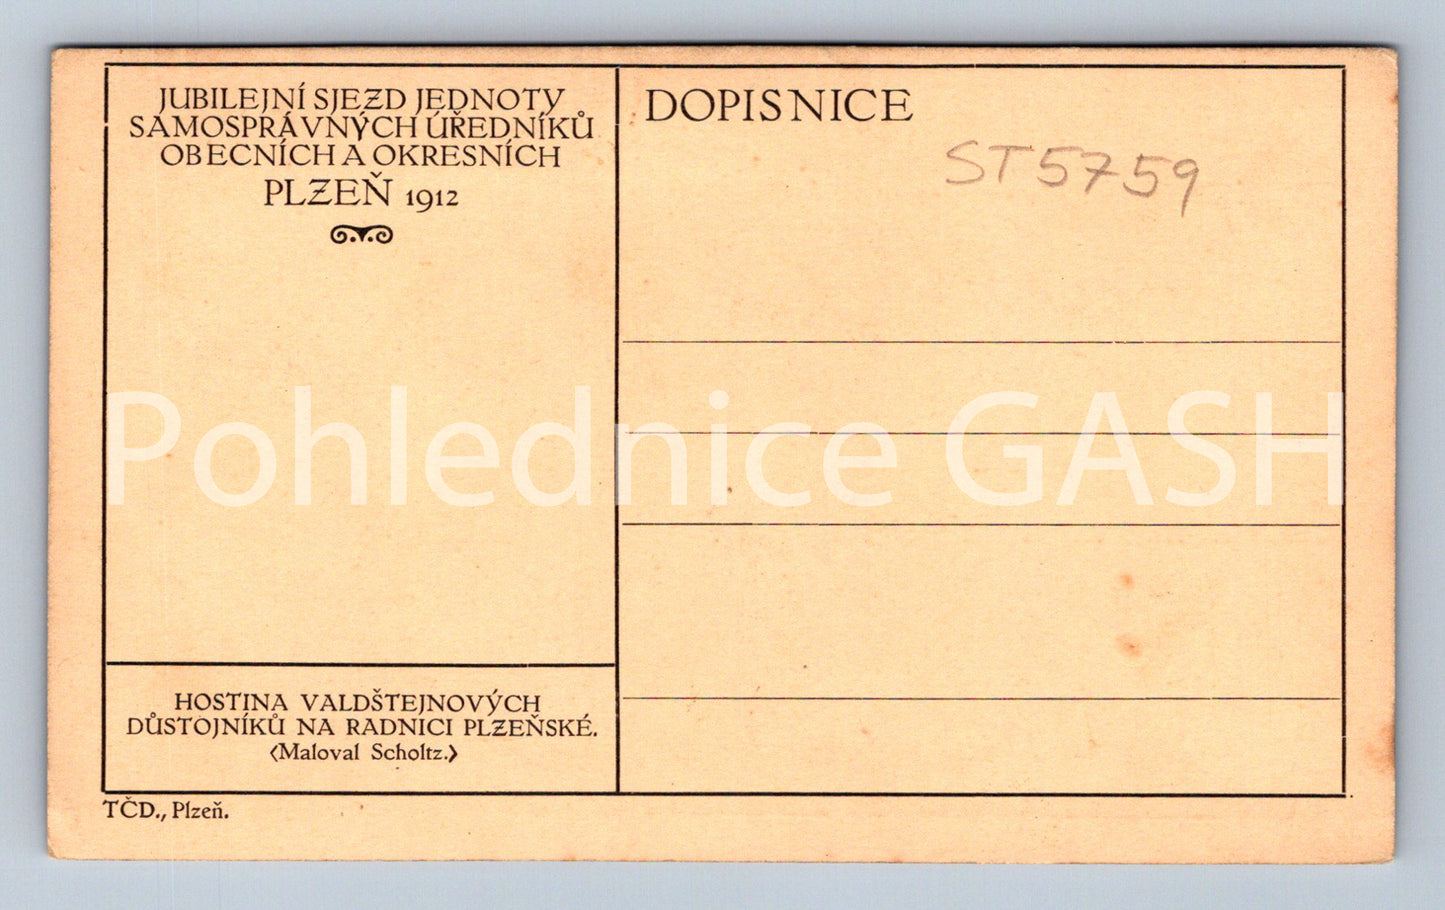 JUBILEJNÍ SJEZD JEDNOTY
SAMOSPRÁVNÝCH ÚŘEDNÍKŮ
OBECNÍCH A OKRESNÍCH
PLZEŇ 1912
DOPISNICE
ST5759
Pohlednice GASH
HOSTINA VALDŠTEJNOVÝCH
DŮSTOJNÍKŮ NA RADNICI PLZEŇSKÉ.
(Maloval Scholtz.)
TČD., Plzeň.